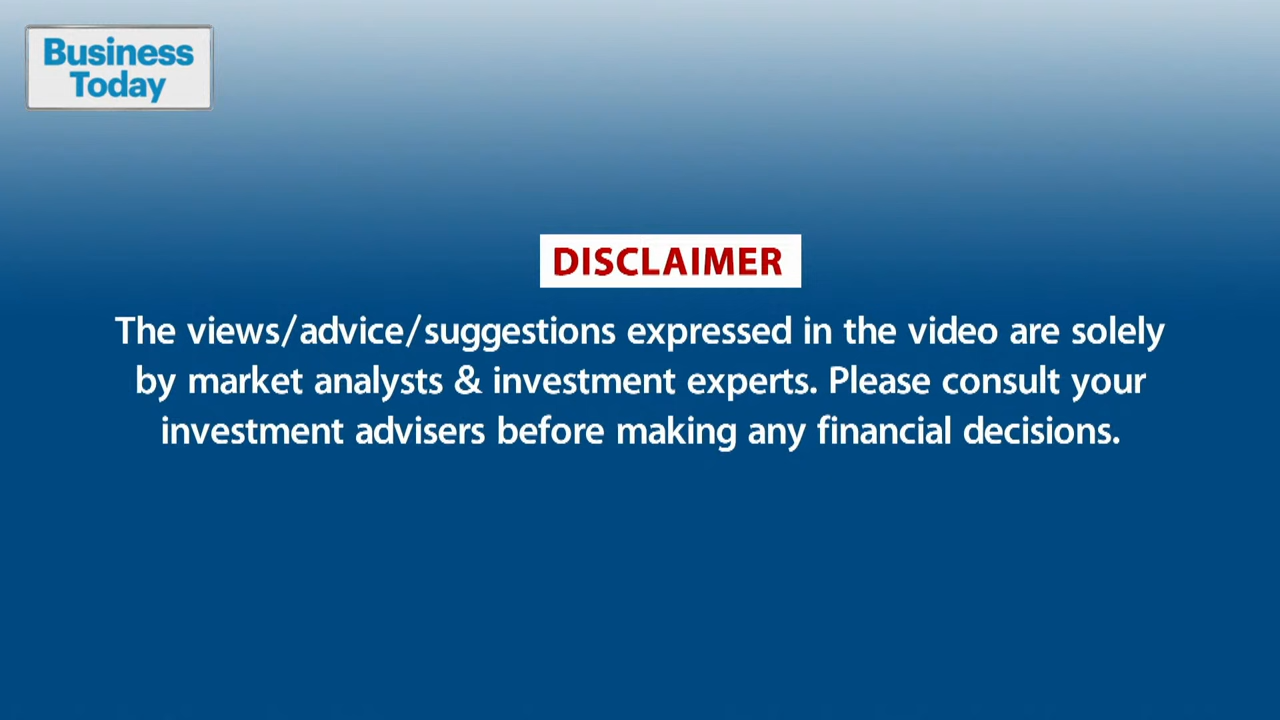 Business
Today
DISCLAIMER
The views/advice/suggestions expressed in the video are solely
by market analysts & investment experts. Please consult your
investment advisers before making any financial decisions.